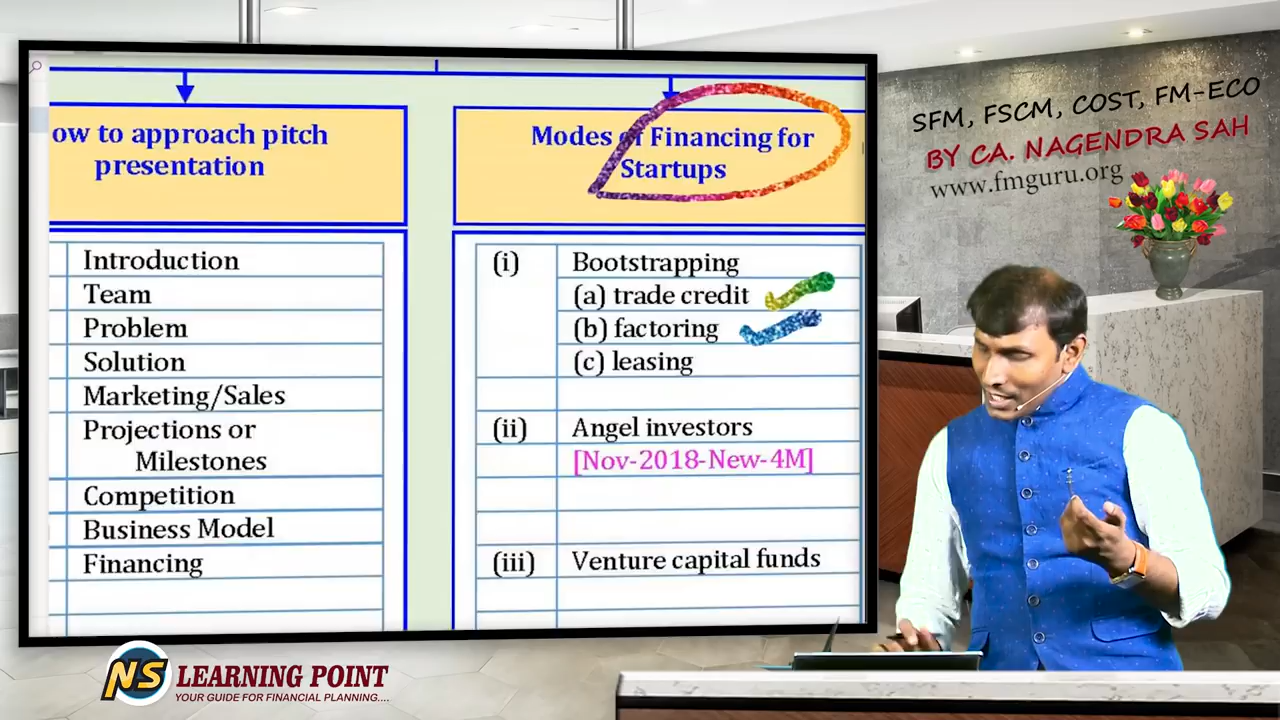 ow to approach pitch
presentation
Introduction
Team
Problem
Solution
Marketing/Sales
Projections or
Milestones
Competition
Business Model
Financing
Modes of Financing for
Startups
(i) Bootstrapping
(a) trade credit
(b) factoring
(c) leasing
(ii) Angel investors
[Nov-2018-New-4M]
(iii) Venture capital funds
SFM, FSCM, COST, FM-ECO
BY CA. NAGENDRA SAH
www.fmguru.org
NS LEARNING POINT
YOUR GUIDE FOR FINANCIAL PLANNING....